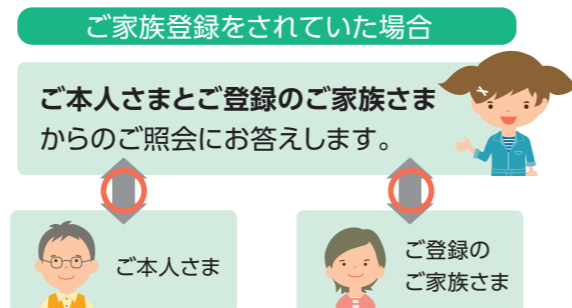 ご家族登録をされていた場合
ご本人さまとご登録のご家族さま
からのご照会にお答えします。
ご本人さま
ご登録の
ご家族さま